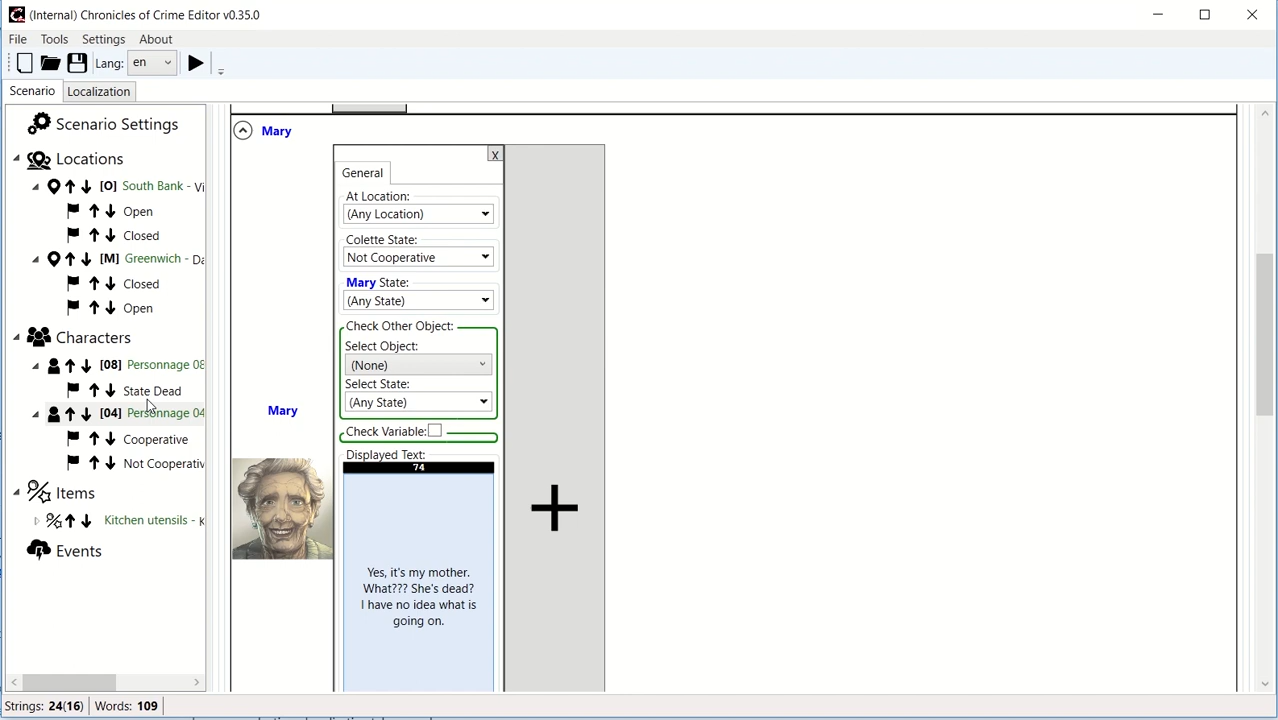 (Internal) Chronicles of Crime Editor v0.35.0
File Tools Settings About
Lang: en
Scenario Localization
Scenario Settings
Locations
[O] South Bank - Vi
Open
Closed
[M] Greenwich - Da
Closed
Open
Characters
[08] Personnage 08
State Dead
[04] Personnage 04
Cooperative
Not Cooperativ
Items
Kitchen utensils - K
Events
Mary
X
General
At Location:
(Any Location)
Colette State:
Not Cooperative
Mary State:
(Any State)
Check Other Object:
Select Object:
(None)
Select State:
(Any State)
Mary
Check Variable:
Displayed Text:
74
Yes, it's my mother.
What??? She's dead?
I have no idea what is
going on.
Strings: 24(16) Words: 109